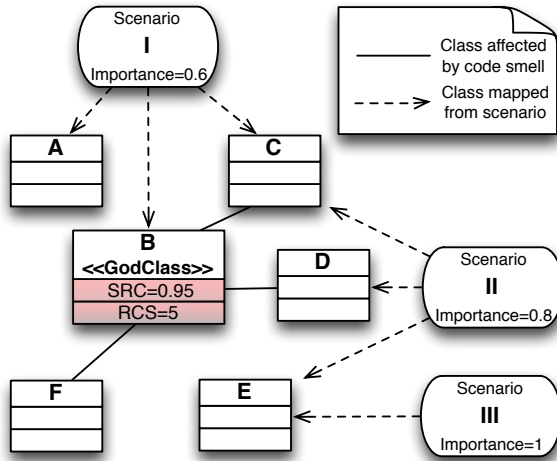 Scenario
I
Importance=0.6
Class affected
by code smell
Class mapped
from scenario
A
C
B
<<GodClass>>
SRC=0.95
RCS=5
D
Scenario
II
Importance=0.8
F
E
Scenario
III
Importance=1